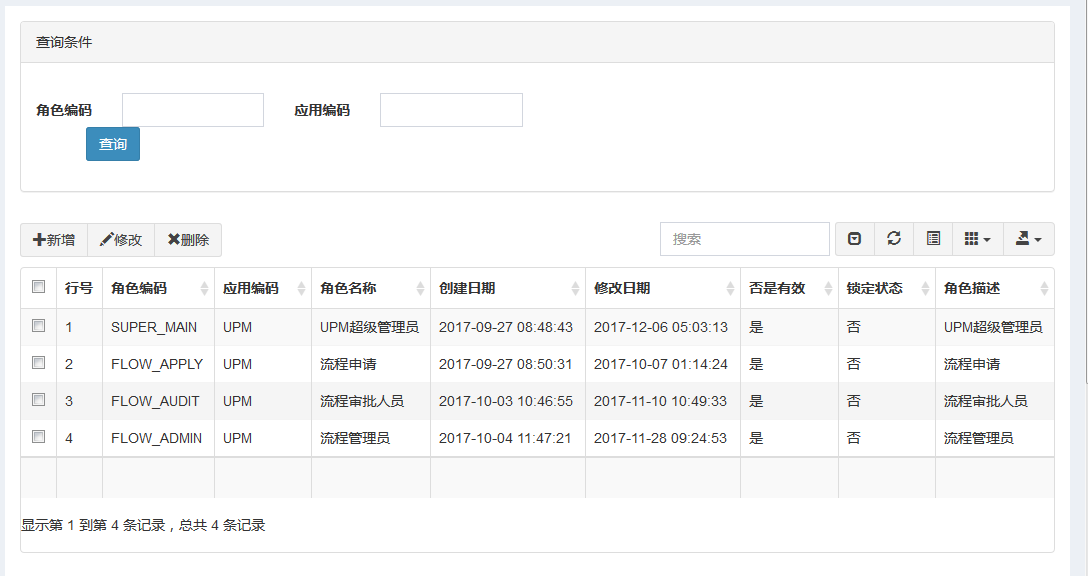 查询条件
角色编码 应用编码
查询
新增 修改 删除 搜索
行号 角色编码 应用编码 角色名称 创建日期 修改日期 否是有效 锁定状态 角色描述
1 SUPER_MAIN UPM UPM超级管理员 2017-09-27 08:48:43 2017-12-06 05:03:13 是 否 UPM超级管理员
2 FLOW_APPLY UPM 流程申请 2017-09-27 08:50:31 2017-10-07 01:14:24 是 否 流程申请
3 FLOW_AUDIT UPM 流程审批人员 2017-10-03 10:46:55 2017-11-10 10:49:33 是 否 流程审批人员
4 FLOW_ADMIN UPM 流程管理员 2017-10-04 11:47:21 2017-11-28 09:24:53 是 否 流程管理员
显示第 1 到第 4 条记录，总共 4 条记录